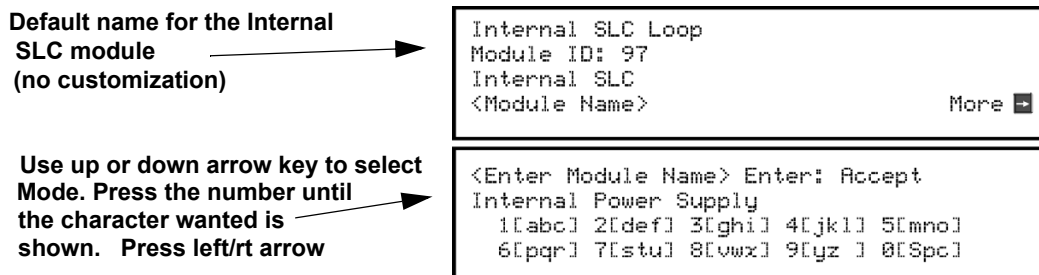 Default name for the Internal
SLC module
(no customization)
Internal SLC Loop
Module ID: 97
Internal SLC
<Module Name> More →
Use up or down arrow key to select
Mode. Press the number until
the character wanted is
shown. Press left/rt arrow
<Enter Module Name> Enter: Accept
Internal Power Supply
1[abc] 2[def] 3[ghi] 4[jkl] 5[mno]
6[pqr] 7[stu] 8[vwx] 9[yz ] 0[Spc]